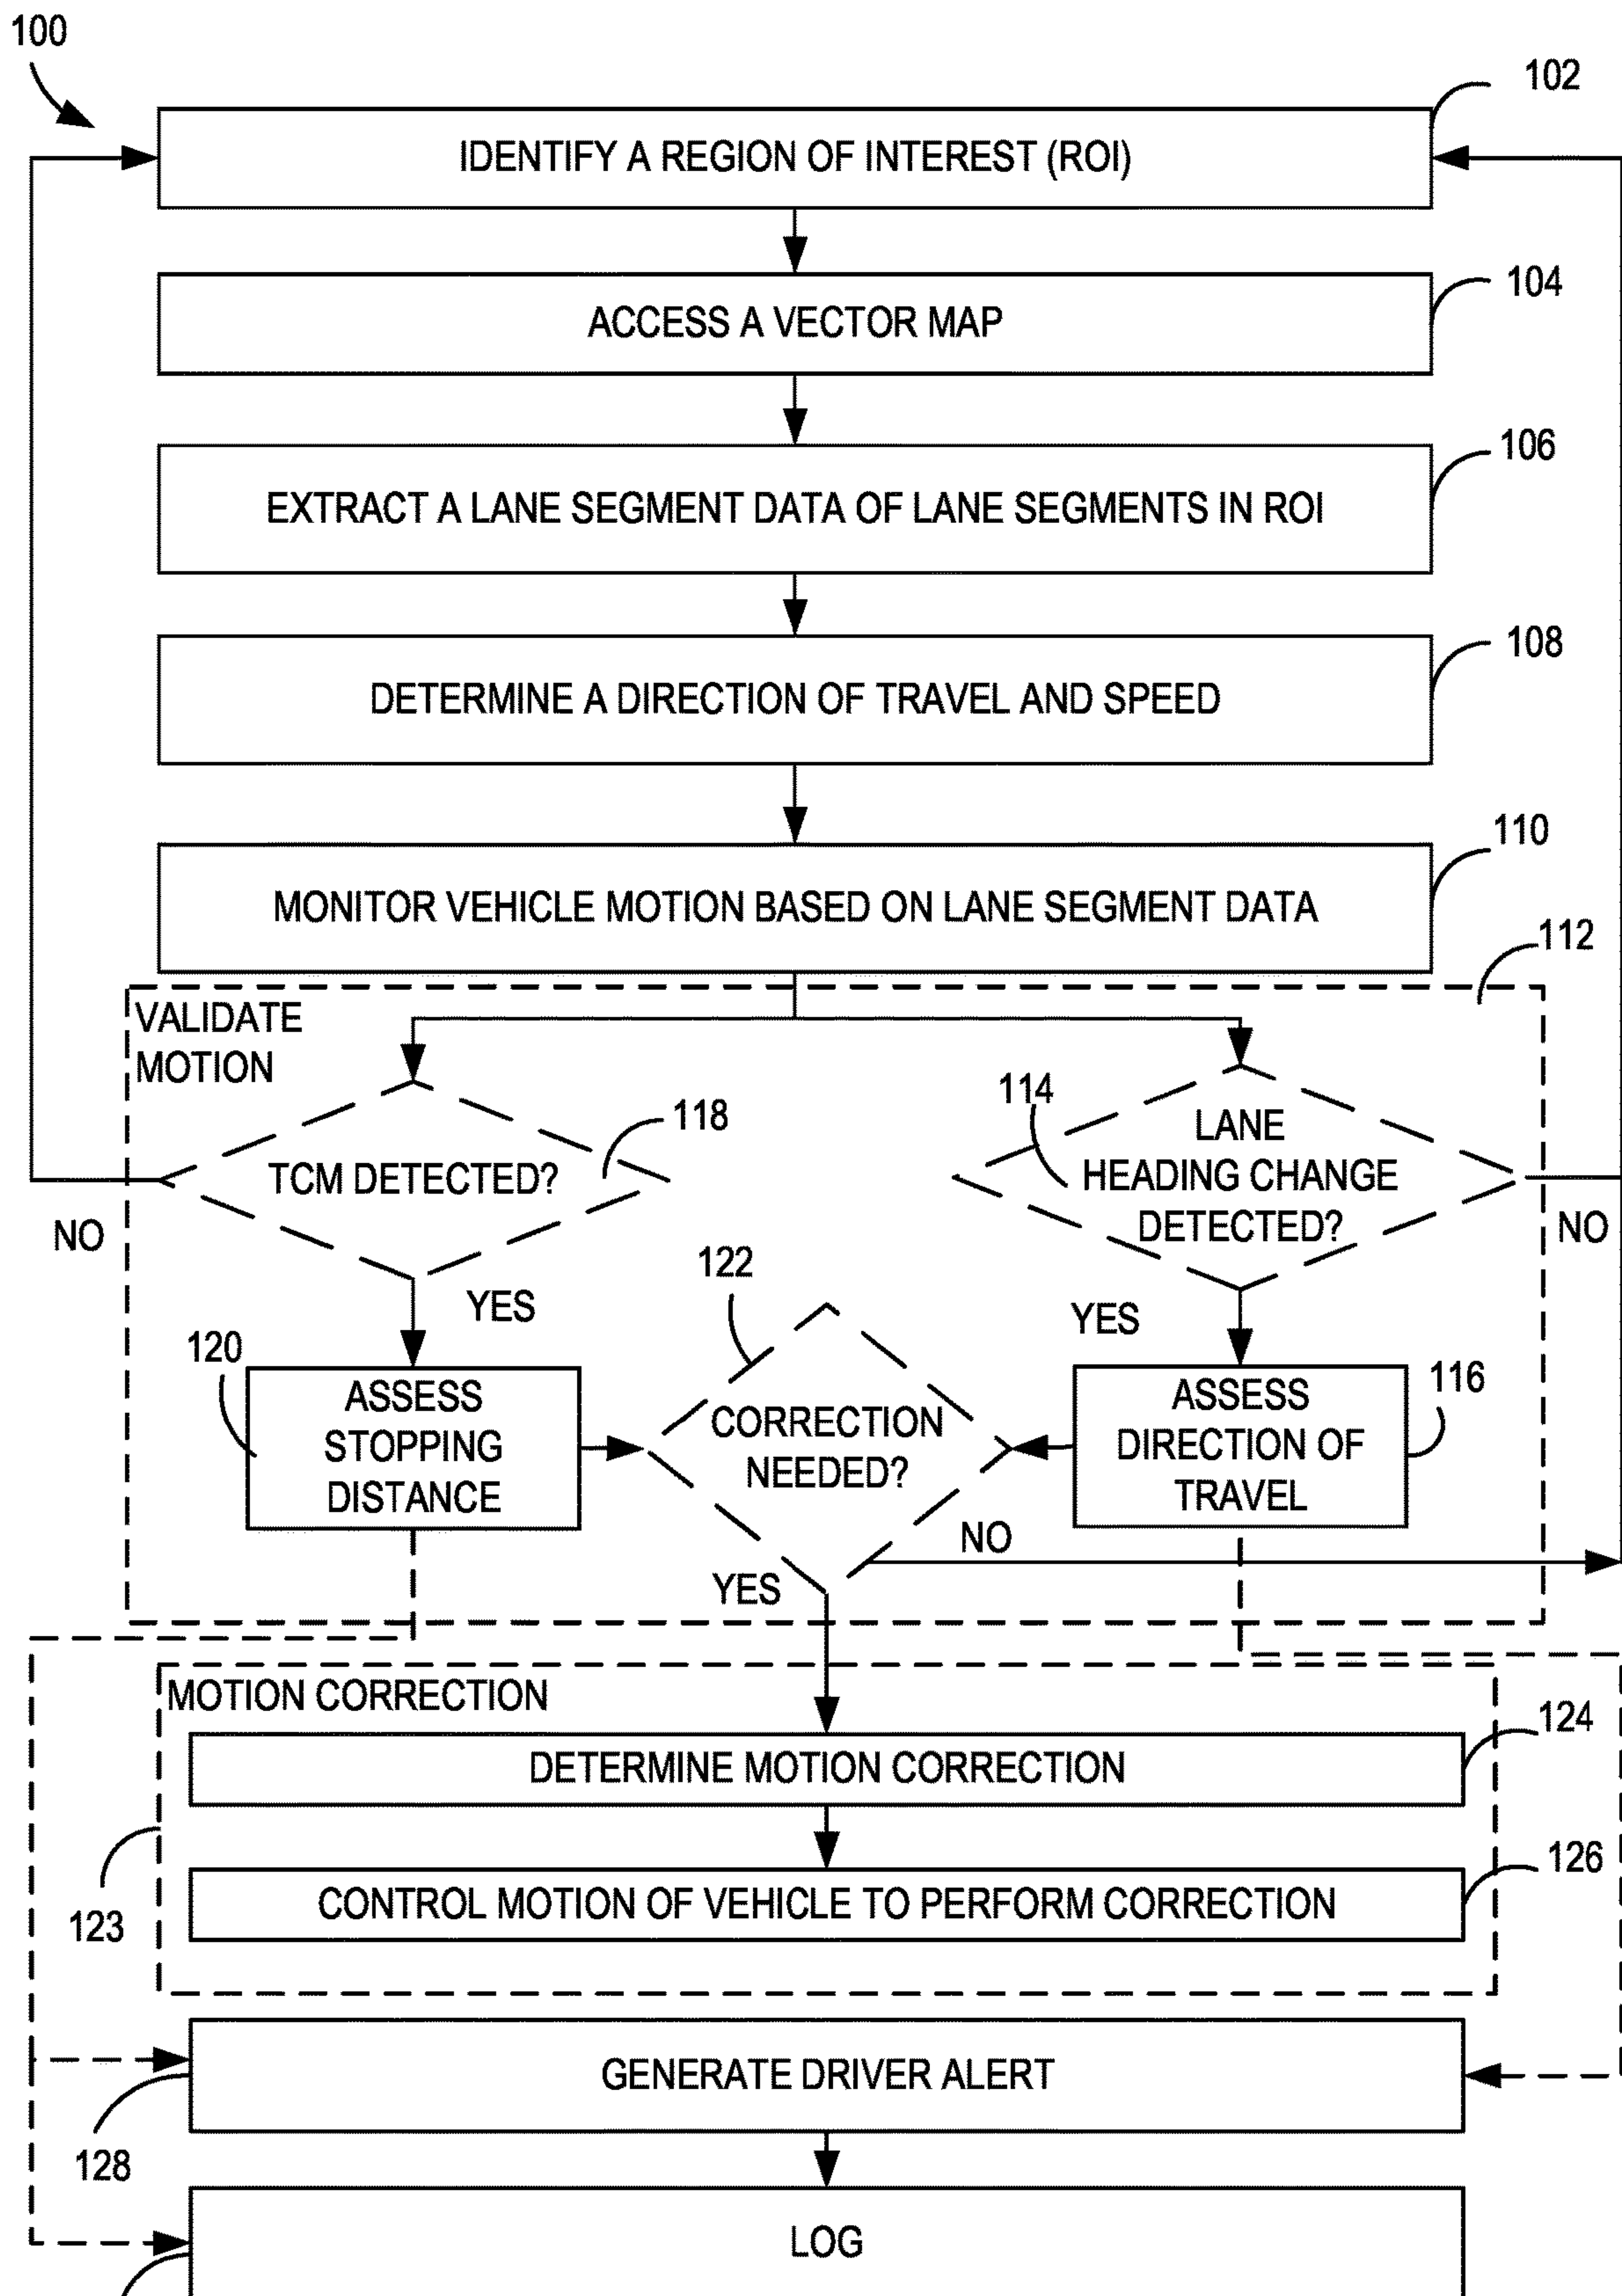 100
102
IDENTIFY A REGION OF INTEREST (ROI)
104
ACCESS A VECTOR MAP
106
EXTRACT A LANE SEGMENT DATA OF LANE SEGMENTS IN ROI
108
DETERMINE A DIRECTION OF TRAVEL AND SPEED
110
MONITOR VEHICLE MOTION BASED ON LANE SEGMENT DATA
112
VALIDATE
MOTION
118
TCM DETECTED?
NO
YES
114
LANE
HEADING CHANGE
DETECTED?
NO
YES
120
ASSESS
STOPPING
DISTANCE
122
CORRECTION
NEEDED?
NO
YES
116
ASSESS
DIRECTION OF
TRAVEL
MOTION CORRECTION
124
DETERMINE MOTION CORRECTION
126
CONTROL MOTION OF VEHICLE TO PERFORM CORRECTION
123
GENERATE DRIVER ALERT
128
LOG